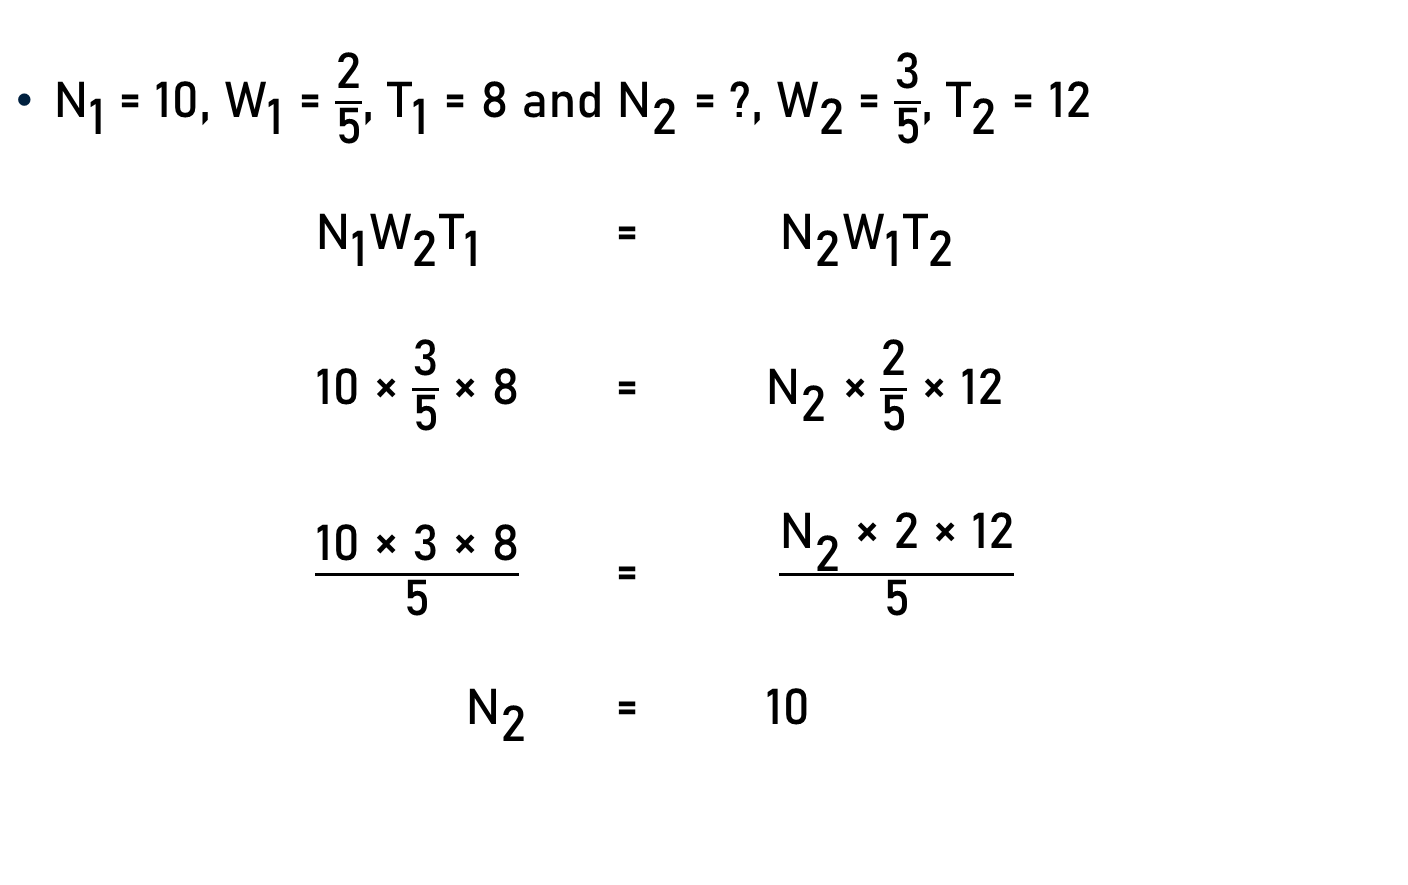 • N₁ = 10, W₁ = 2/5, T₁ = 8 and N₂ = ?, W₂ = 3/5, T₂ = 12
N₁W₂T₁ = N₂W₁T₂
10 × 3/5 × 8 = N₂ × 2/5 × 12
(10 × 3 × 8)/5 = (N₂ × 2 × 12)/5
N₂ = 10